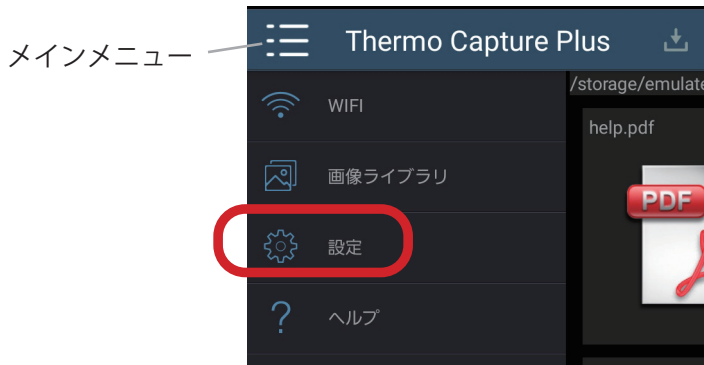 メインメニュー
Thermo Capture Plus
/storage/emulate
WIFI
help.pdf
画像ライブラリ
PDF
設定
ヘルプ